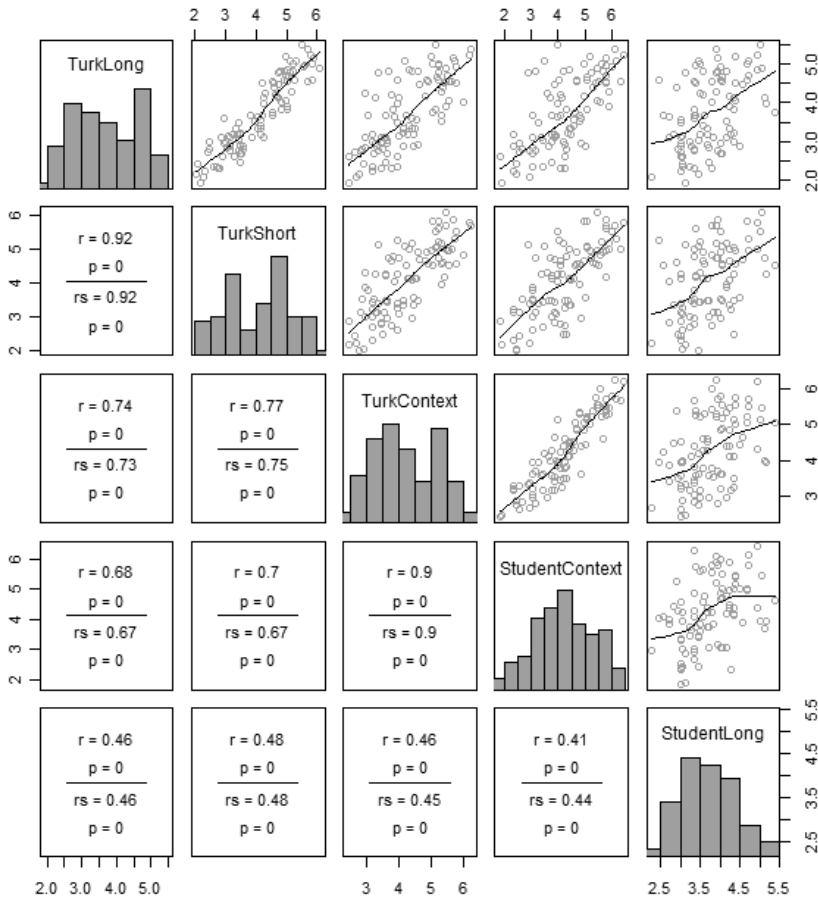 2 3 4 5 6
2 3 4 5 6
TurkLong
2.0 3.0 4.0 5.0
6
5
4
3
2
r = 0.92
p = 0
rs = 0.92
p = 0
TurkShort
r = 0.74
p = 0
rs = 0.73
p = 0
r = 0.77
p = 0
rs = 0.75
p = 0
TurkContext
6
5
4
3
6
5
4
3
2
r = 0.68
p = 0
rs = 0.67
p = 0
r = 0.7
p = 0
rs = 0.67
p = 0
r = 0.9
p = 0
rs = 0.9
p = 0
StudentContext
r = 0.46
p = 0
rs = 0.46
p = 0
r = 0.48
p = 0
rs = 0.48
p = 0
r = 0.46
p = 0
rs = 0.45
p = 0
r = 0.41
p = 0
rs = 0.44
p = 0
StudentLong
2.5 3.5 4.5 5.5
2.0 3.0 4.0 5.0
3 4 5 6
2.5 3.5 4.5 5.5